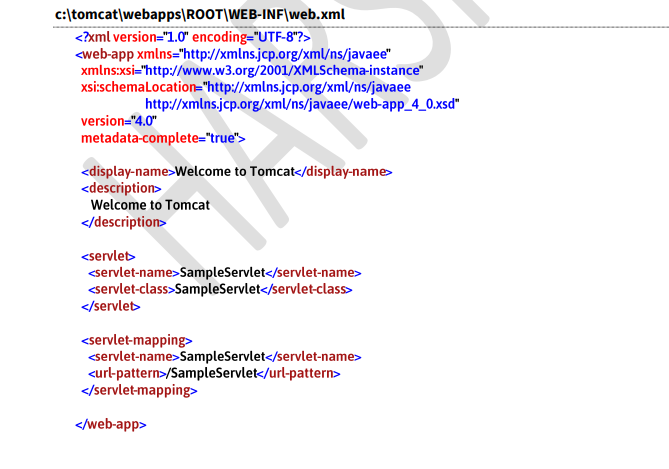 c:\tomcat\webapps\ROOT\WEB-INF\web.xml
<?xml version="1.0" encoding="UTF-8"?>
<web-app xmlns="http://xmlns.jcp.org/xml/ns/javaee"
xmlns:xsi="http://www.w3.org/2001/XMLSchema-instance"
xsi:schemaLocation="http://xmlns.jcp.org/xml/ns/javaee
http://xmlns.jcp.org/xml/ns/javaee/web-app_4_0.xsd"
version="4.0"
metadata-complete="true">
<display-name>Welcome to Tomcat</display-name>
<description>
Welcome to Tomcat
</description>
<servlet>
<servlet-name>SampleServlet</servlet-name>
<servlet-class>SampleServlet</servlet-class>
</servlet>
<servlet-mapping>
<servlet-name>SampleServlet</servlet-name>
<url-pattern>/SampleServlet</url-pattern>
</servlet-mapping>
</web-app>